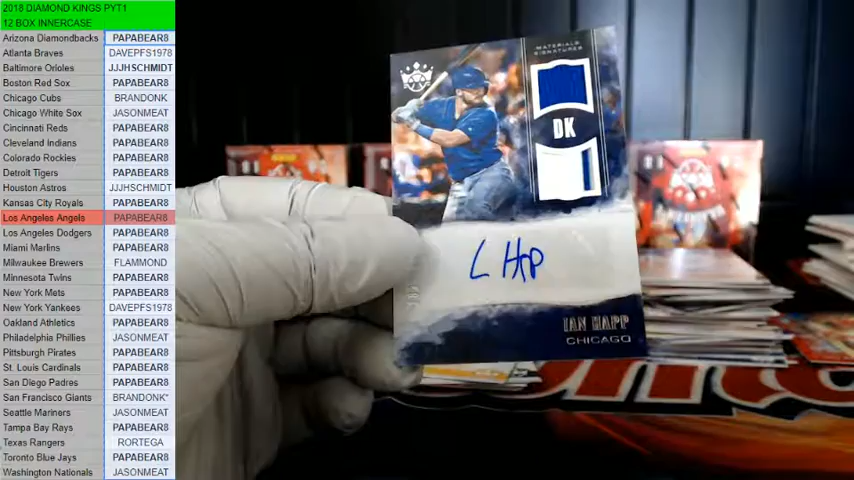 2018 DIAMOND KINGS PYT1
12 BOX INNERCASE
Arizona Diamondbacks PAPABEAR8
Atlanta Braves DAVEPFS1978
Baltimore Orioles JJJHSCHMIDT
Boston Red Sox PAPABEAR8
Chicago Cubs BRANDONK
Chicago White Sox JASONMEAT
Cincinnati Reds PAPABEAR8
Cleveland Indians PAPABEAR8
Colorado Rockies PAPABEAR8
Detroit Tigers PAPABEAR8
Houston Astros JJJHSCHMIDT
Kansas City Royals PAPABEAR8
Los Angeles Angels PAPABEAR8
Los Angeles Dodgers PAPABEAR8
Miami Marlins PAPABEAR8
Milwaukee Brewers FLAMMOND
Minnesota Twins PAPABEAR8
New York Mets PAPABEAR8
New York Yankees DAVEPFS1978
Oakland Athletics PAPABEAR8
Philadelphia Phillies JASONMEAT
Pittsburgh Pirates PAPABEAR8
St. Louis Cardinals PAPABEAR8
San Diego Padres PAPABEAR8
San Francisco Giants BRANDONK*
Seattle Mariners JASONMEAT
Tampa Bay Rays PAPABEAR8
Texas Rangers RORTEGA
Toronto Blue Jays PAPABEAR8
Washington Nationals JASONMEAT
MATERIALS
SIGNATURES
DK
DK
IAN HAPP
CHICAGO